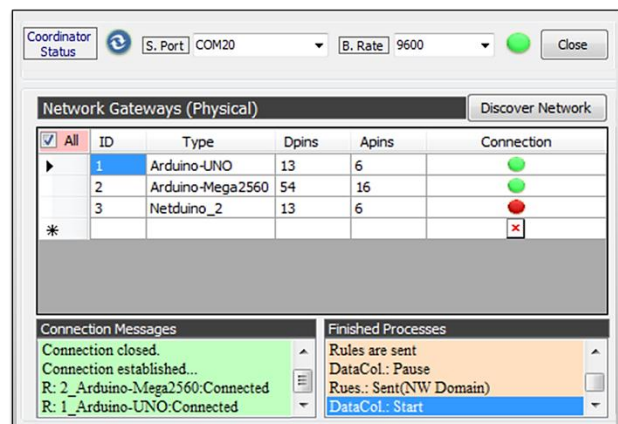 Coordinator
Status
S. Port COM20 B. Rate 9600 Close
Network Gateways (Physical) Discover Network
All ID Type Dpins Apins Connection
1 Arduino-UNO 13 6
2 Arduino-Mega2560 54 16
3 Netduino_2 13 6
Connection Messages
Connection closed.
Connection established...
R: 2_Arduino-Mega2560:Connected
R: 1_Arduino-UNO:Connected
Finished Processes
Rules are sent
DataCol.: Pause
Rues.: Sent(NW Domain)
DataCol.: Start